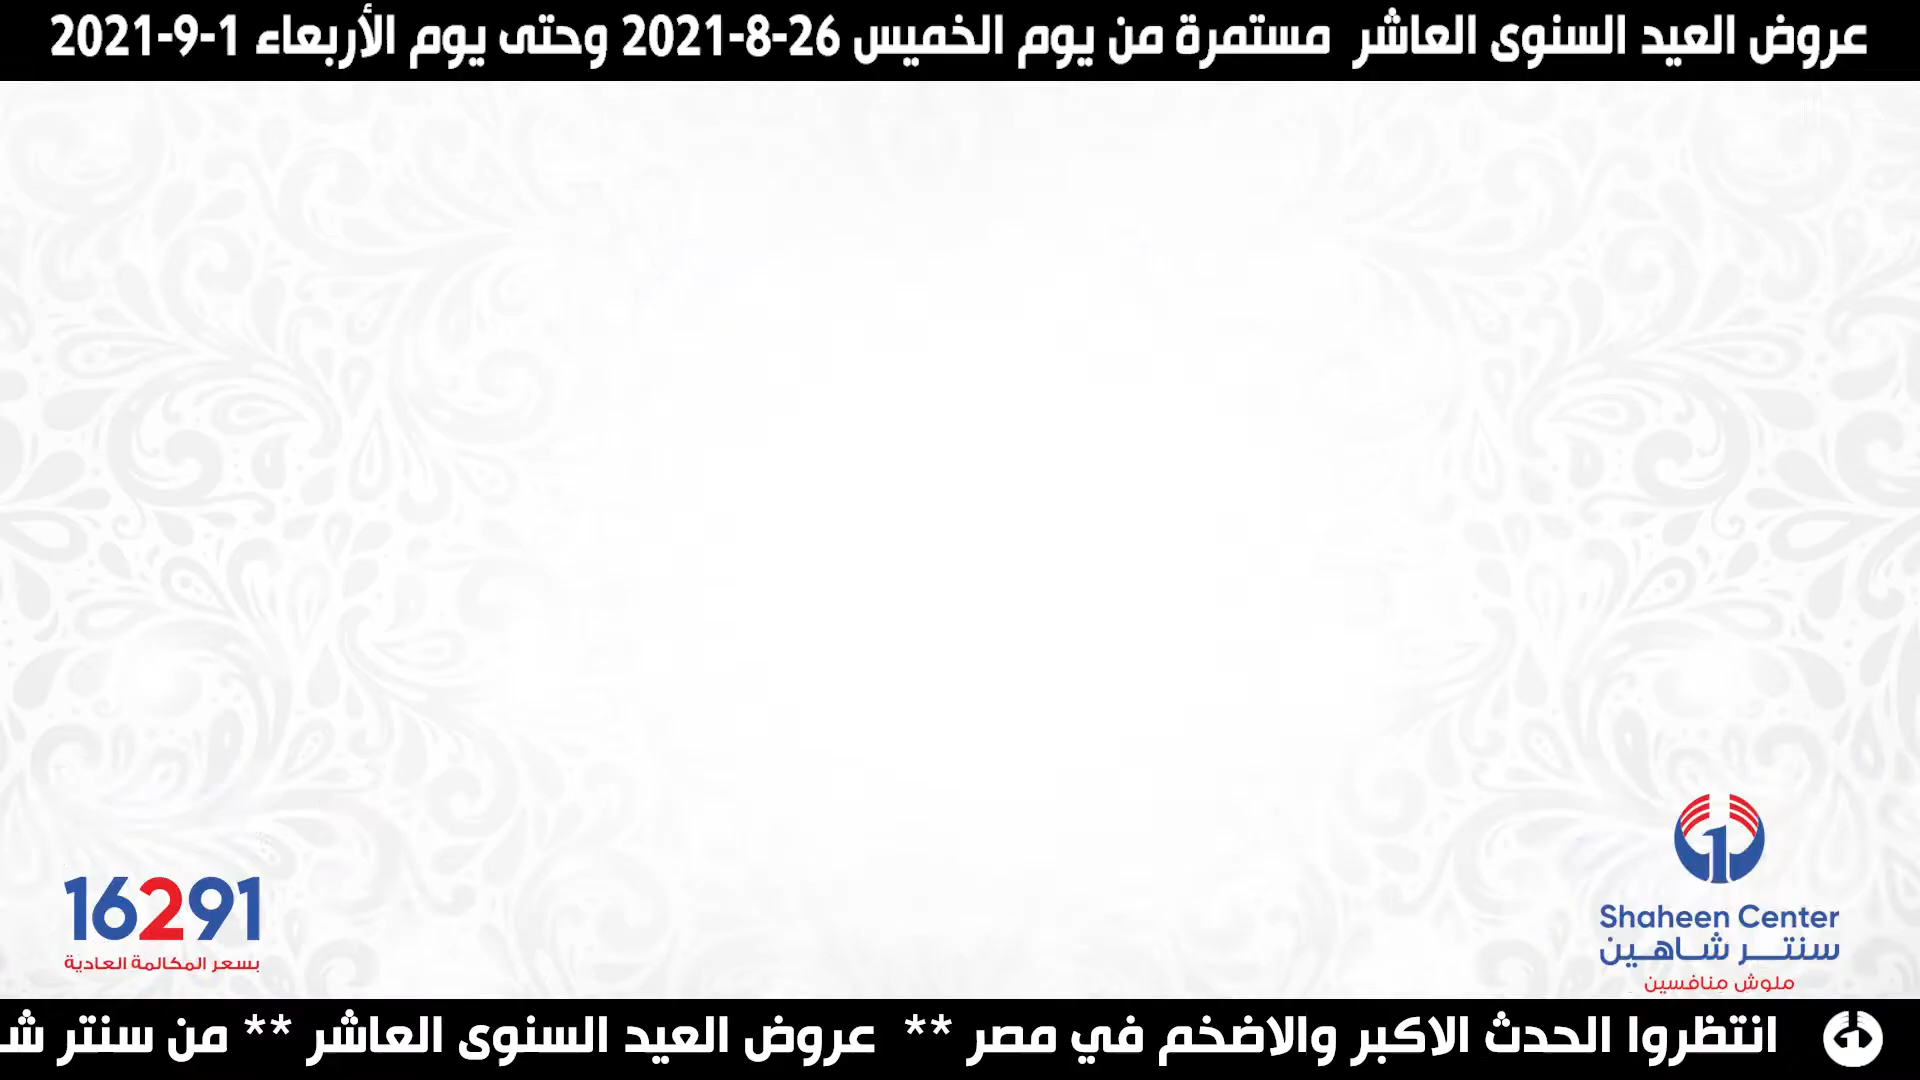 عروض العيد السنوى العاشر مستمرة من يوم الخميس 26-8-2021 وحتى يوم الأربعاء 1-9-2021
16291
بسعر المكالمة العادية
Shaheen Center
سنتر شاهين
ملوش منافسين
انتظروا الحدث الاكبر والاضخم في مصر ** عروض العيد السنوى العاشر ** من سنتر